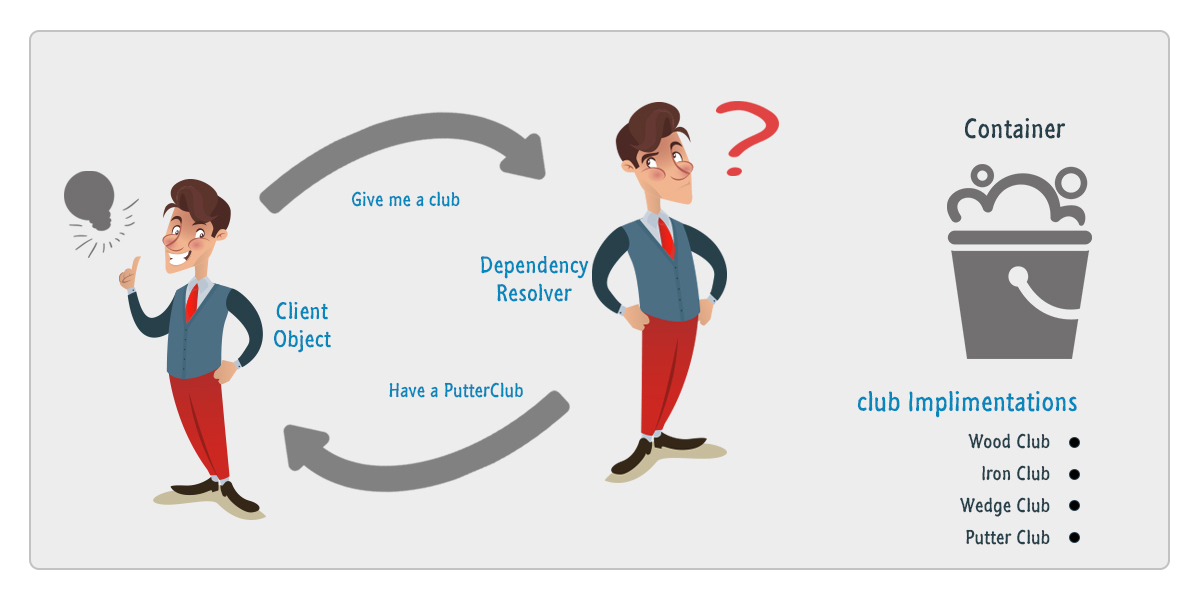 Give me a club
Client
Object
Dependency
Resolver
Have a PutterClub
Container
club Implimentations
Wood Club
Iron Club
Wedge Club
Putter Club